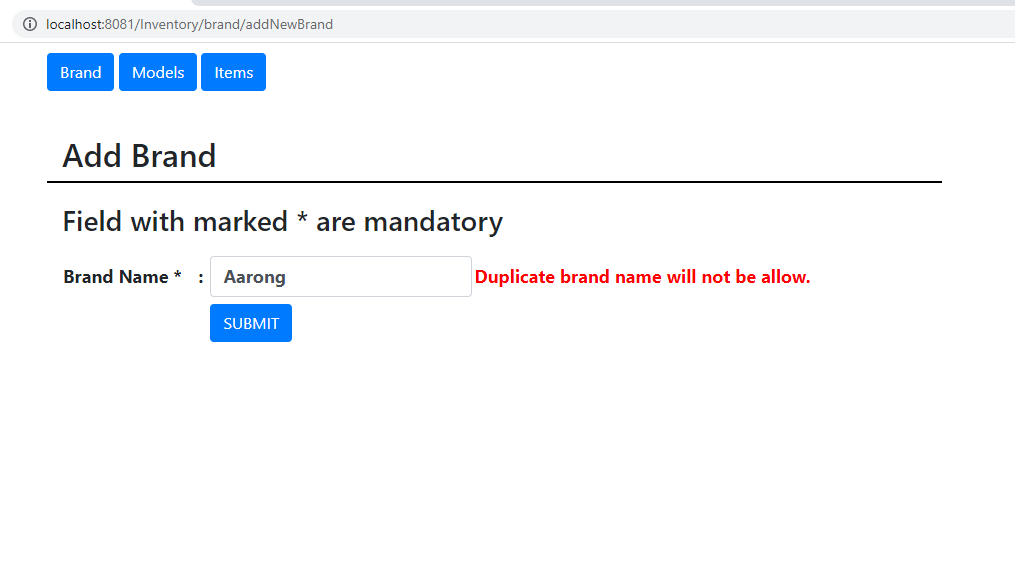 localhost:8081/Inventory/brand/addNewBrand
Brand Models Items
Add Brand
Field with marked * are mandatory
Brand Name * : Aarong Duplicate brand name will not be allow.
SUBMIT